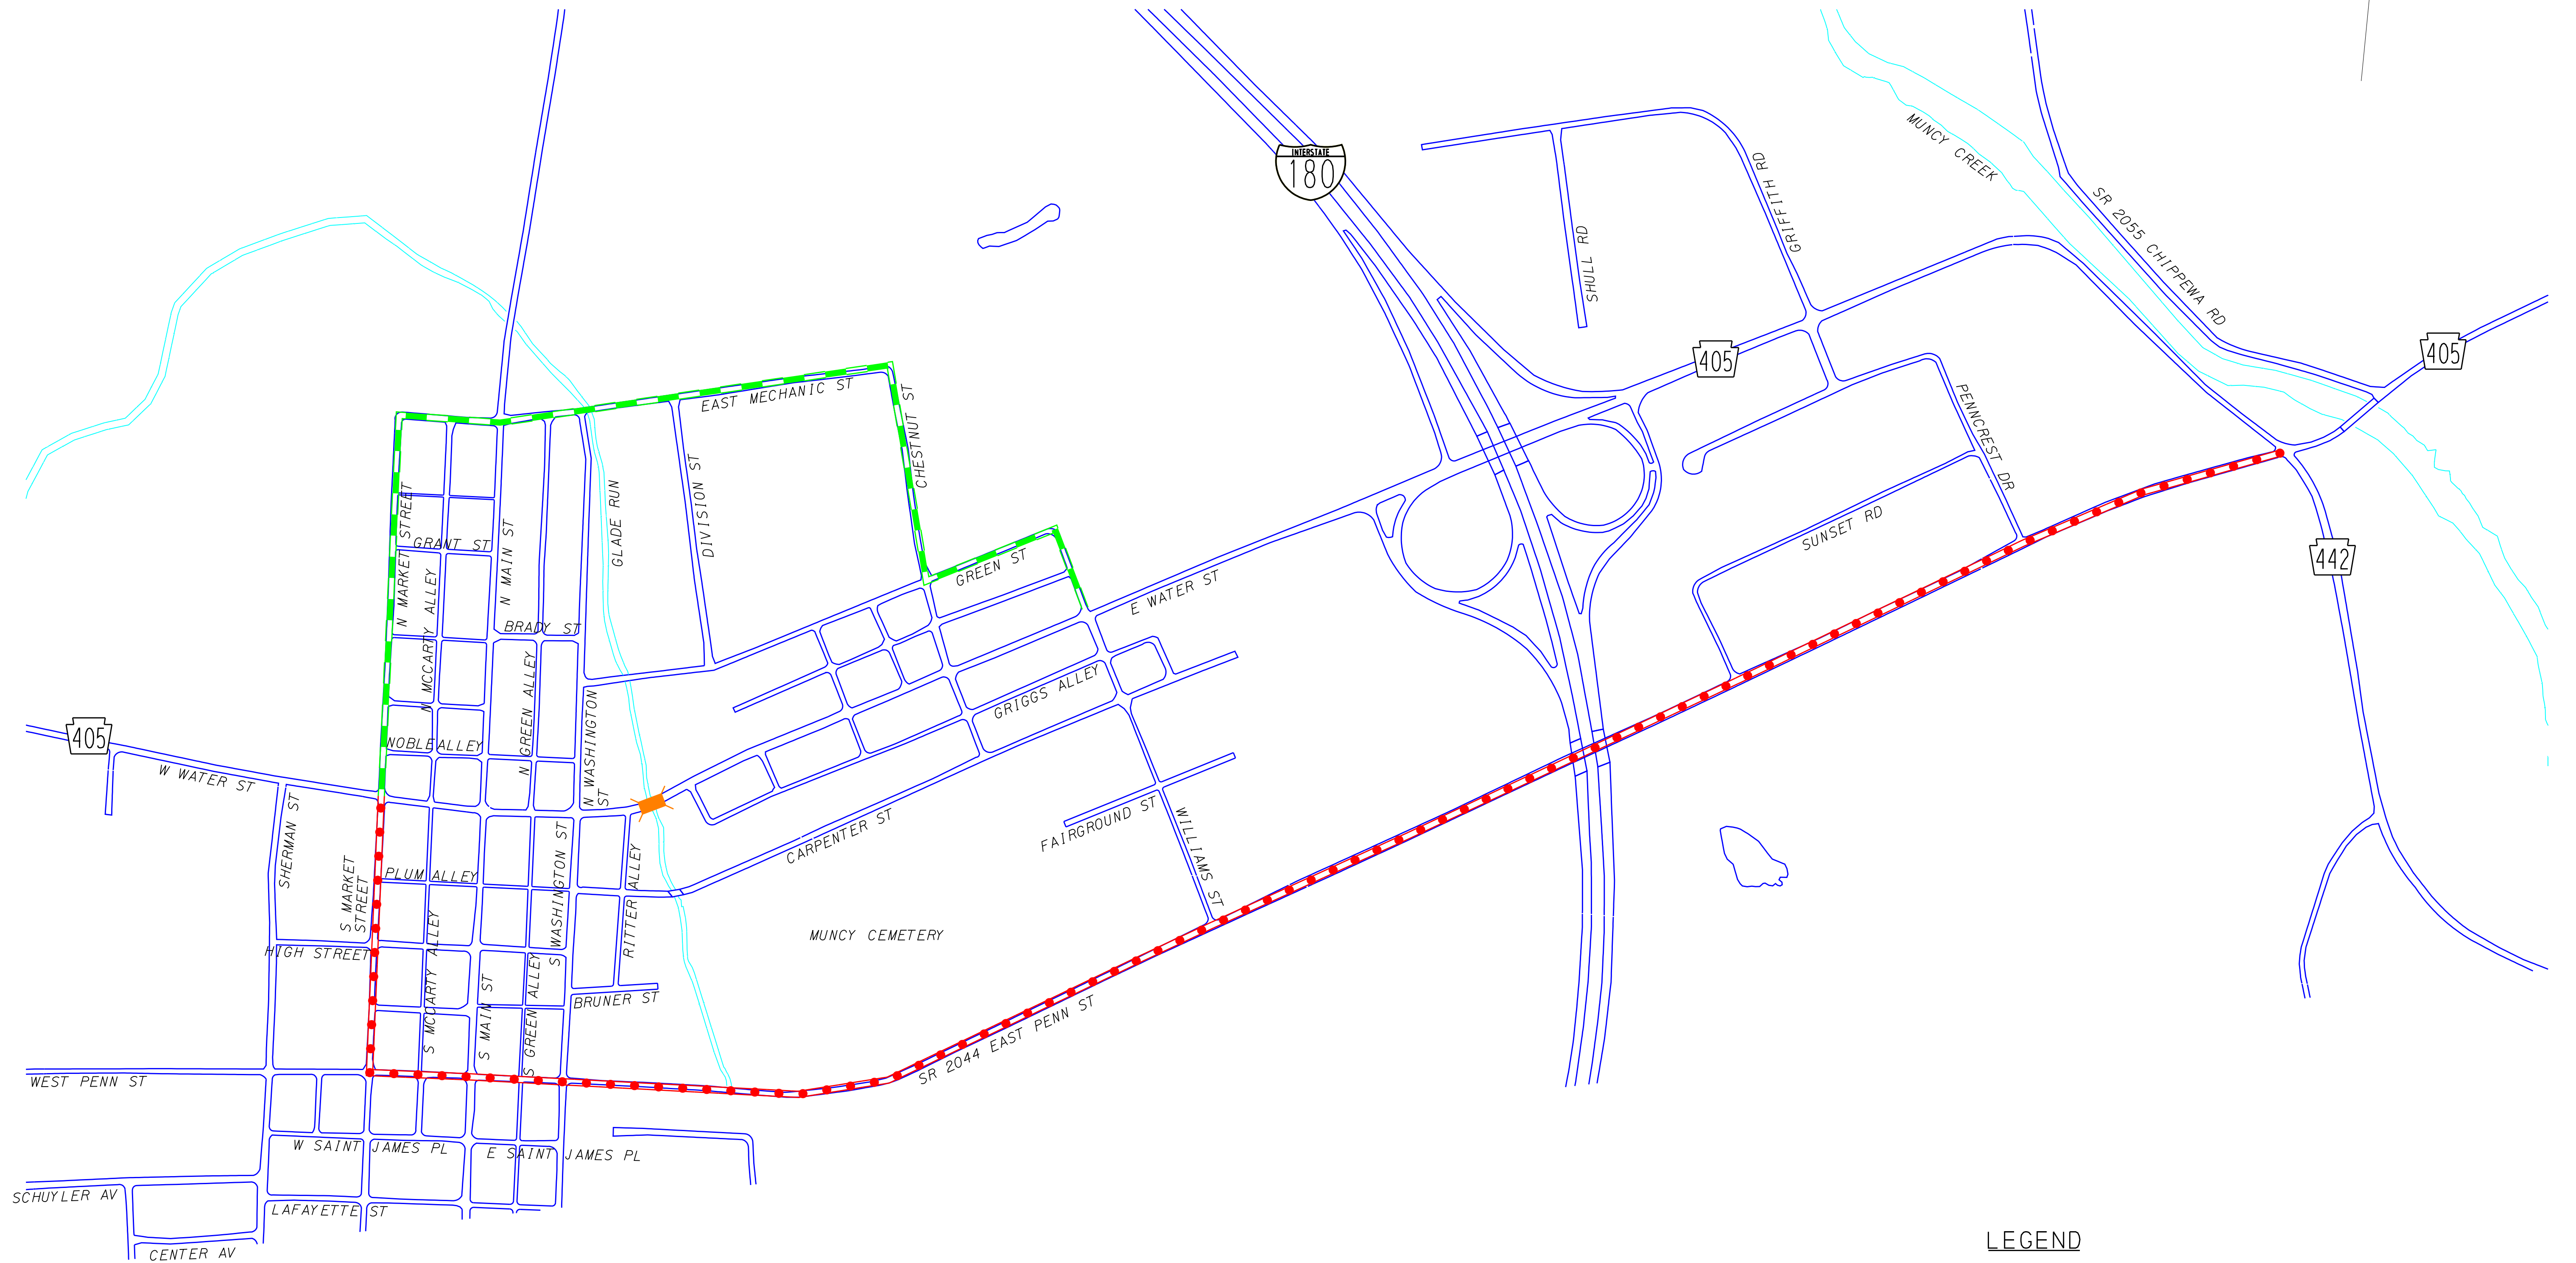 MUNCY CREEK
INTERSTATE
180
GRIFFITH RD
SHULL RD
SR 2055 CHIPPEWA RD
405
405
EAST MECHANIC ST
CHESTNUT ST
PENNCREST DR
N MARKET STREET
GRANT ST
N MCCARTY ALLEY
N MAIN ST
GLADE RUN
DIVISION ST
GREEN ST
E WATER ST
SUNSET RD
442
BRADY ST
N GREEN ALLEY
N WASHINGTON
ST
GRIGGS ALLEY
405
NOBLE ALLEY
W WATER ST
SHERMAN ST
CARPENTER ST
FAIRGROUND ST
WILLIAMS ST
S MARKET
STREET
PLUM ALLEY
S WASHINGTON ST
RITTER ALLEY
HIGH STREET
S MCCARTY ALLEY
MUNCY CEMETERY
S MAIN ST
S GREEN ALLEY
BRUNER ST
SR 2044 EAST PENN ST
WEST PENN ST
W SAINT JAMES PL
E SAINT JAMES PL
SCHUYLER AV
LAFAYETTE ST
CENTER AV
LEGEND